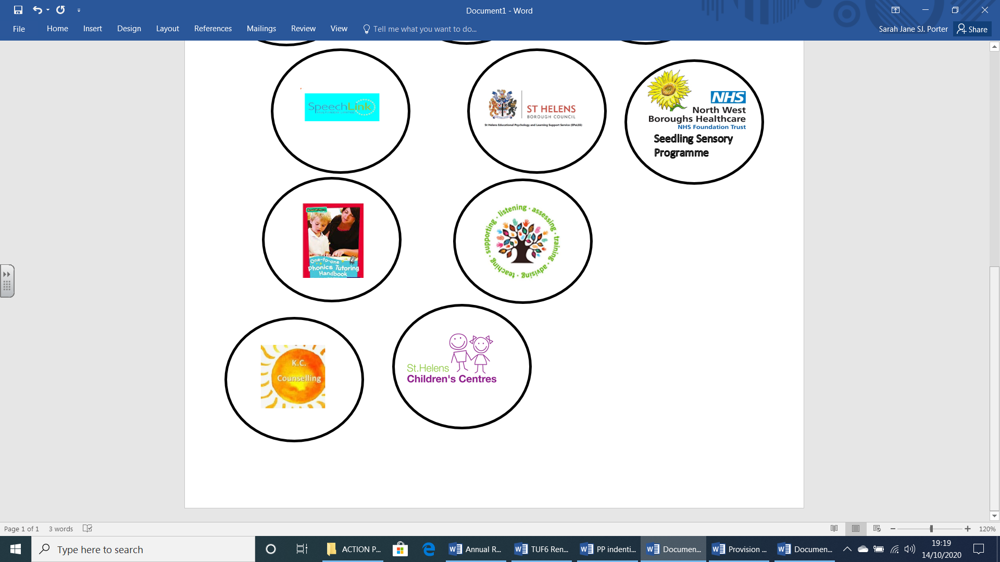 Document1 - Word
File Home Insert Design Layout References Mailings Review View Tell me what you want to do...
Sarah Jane SJ. Porter Share
SpeechLink
ST HELENS
BOROUGH COUNCIL
St Helens Educational Psychology and Learning Support Service (EPaLSS)
NHS
North West
Boroughs Healthcare
NHS Foundation Trust
Seedling Sensory
Programme
One-to-one
Phonics Tutoring
Handbook
supporting · listening · assessing · training · advising · teaching ·
K.C.
Counselling
St.Helens
Children's Centres
Page 1 of 1 3 words
120%
Type here to search
ACTION P...
Annual R...
TUF6 Ren...
PP indenti...
Documen...
Provision ...
Documen...
19:19
14/10/2020